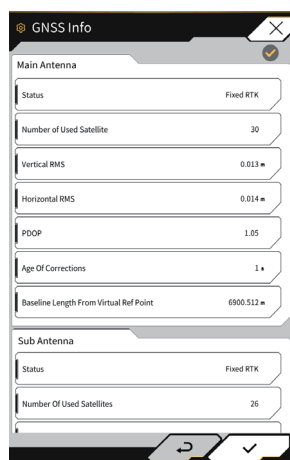 GNSS Info
Main Antenna
Status Fixed RTK
Number of Used Satellite 30
Vertical RMS 0.013 m
Horizontal RMS 0.014 m
PDOP 1.05
Age Of Corrections 1 s
Baseline Length From Virtual Ref Point 6900.512 m
Sub Antenna
Status Fixed RTK
Number Of Used Satellites 26